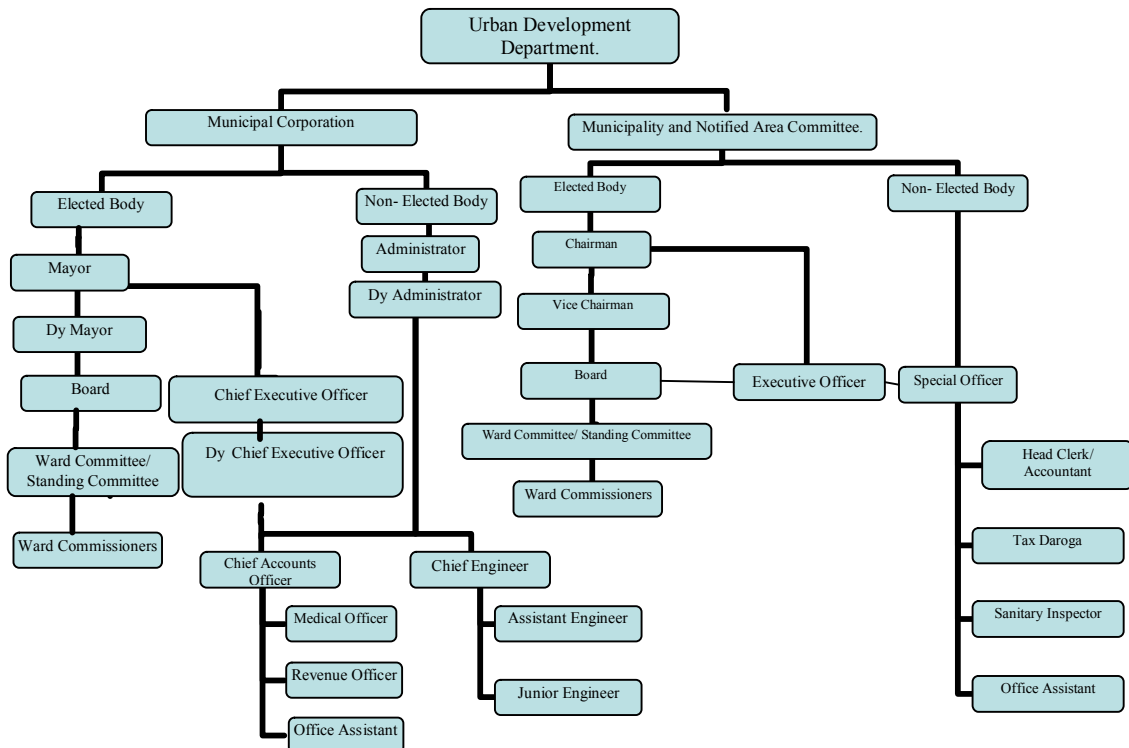 Urban Development
Department.
Municipal Corporation
Municipality and Notified Area Committee.
Elected Body
Non- Elected Body
Elected Body
Non-Elected Body
Mayor
Administrator
Chairman
Dy Mayor
Dy Administrator
Vice Chairman
Board
Chief Executive Officer
Board
Executive Officer
Special Officer
Ward Committee/
Standing Committee
Dy Chief Executive Officer
Ward Committee/ Standing Committee
Head Clerk/
Accountant
Ward Commissioners
Ward Commissioners
Chief Accounts
Officer
Chief Engineer
Tax Daroga
Medical Officer
Assistant Engineer
Sanitary Inspector
Revenue Officer
Junior Engineer
Office Assistant
Office Assistant